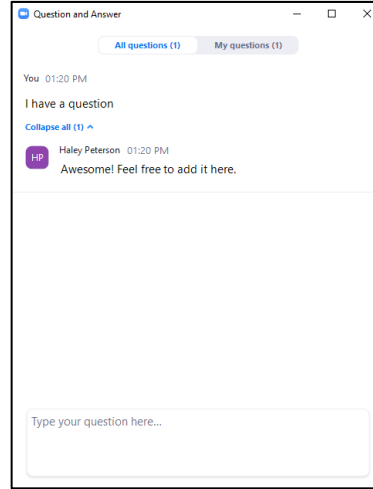 Question and Answer
All questions (1) My questions (1)
You 01:20 PM
I have a question
Collapse all (1)
HP Haley Peterson 01:20 PM
Awesome! Feel free to add it here.
Type your question here...